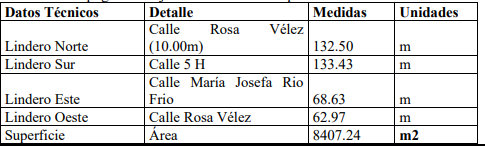 Datos Técnicos Detalle Medidas Unidades
Calle Rosa Vélez
Lindero Norte (10.00m) 132.50 m
Lindero Sur Calle 5 H 133.43 m
Calle María Josefa Rio
Lindero Este Frio 68.63 m
Lindero Oeste Calle Rosa Vélez 62.97 m
Superficie Área 8407.24 m2